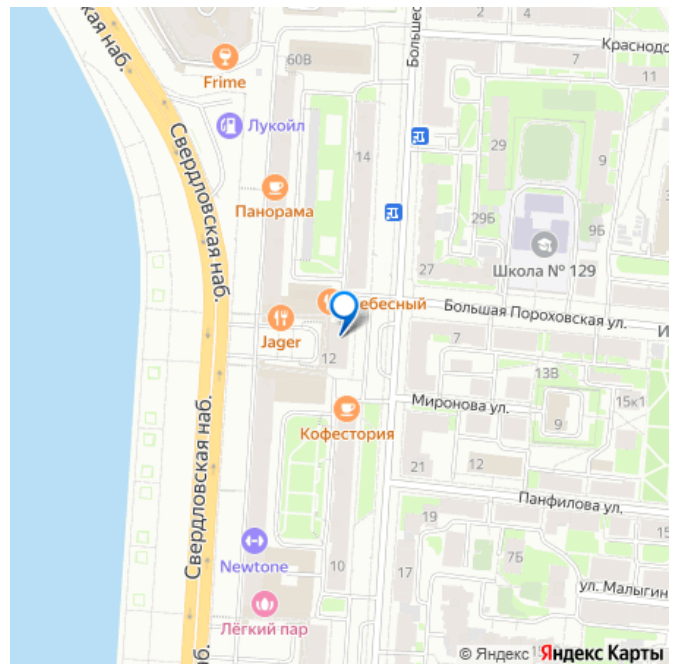 ская наб.
60В
Большес
2
4
Краснодо
7
11
Frime
Свердловская наб.
Лукойл
14
29
9
Панорама
29Б
9Б
27
Школа № 129
ебесный
Большая Пороховская ул.
И
Jager
12
7
13В
Миронова ул.
15к1
9
Кофестория
21
12
Свердловская наб.
Панфилова ул.
19
15
7Б
Newtone
10
17
ул. Малыгин
Лёгкий пар
б.
© Яндекс
Яндекс Карты